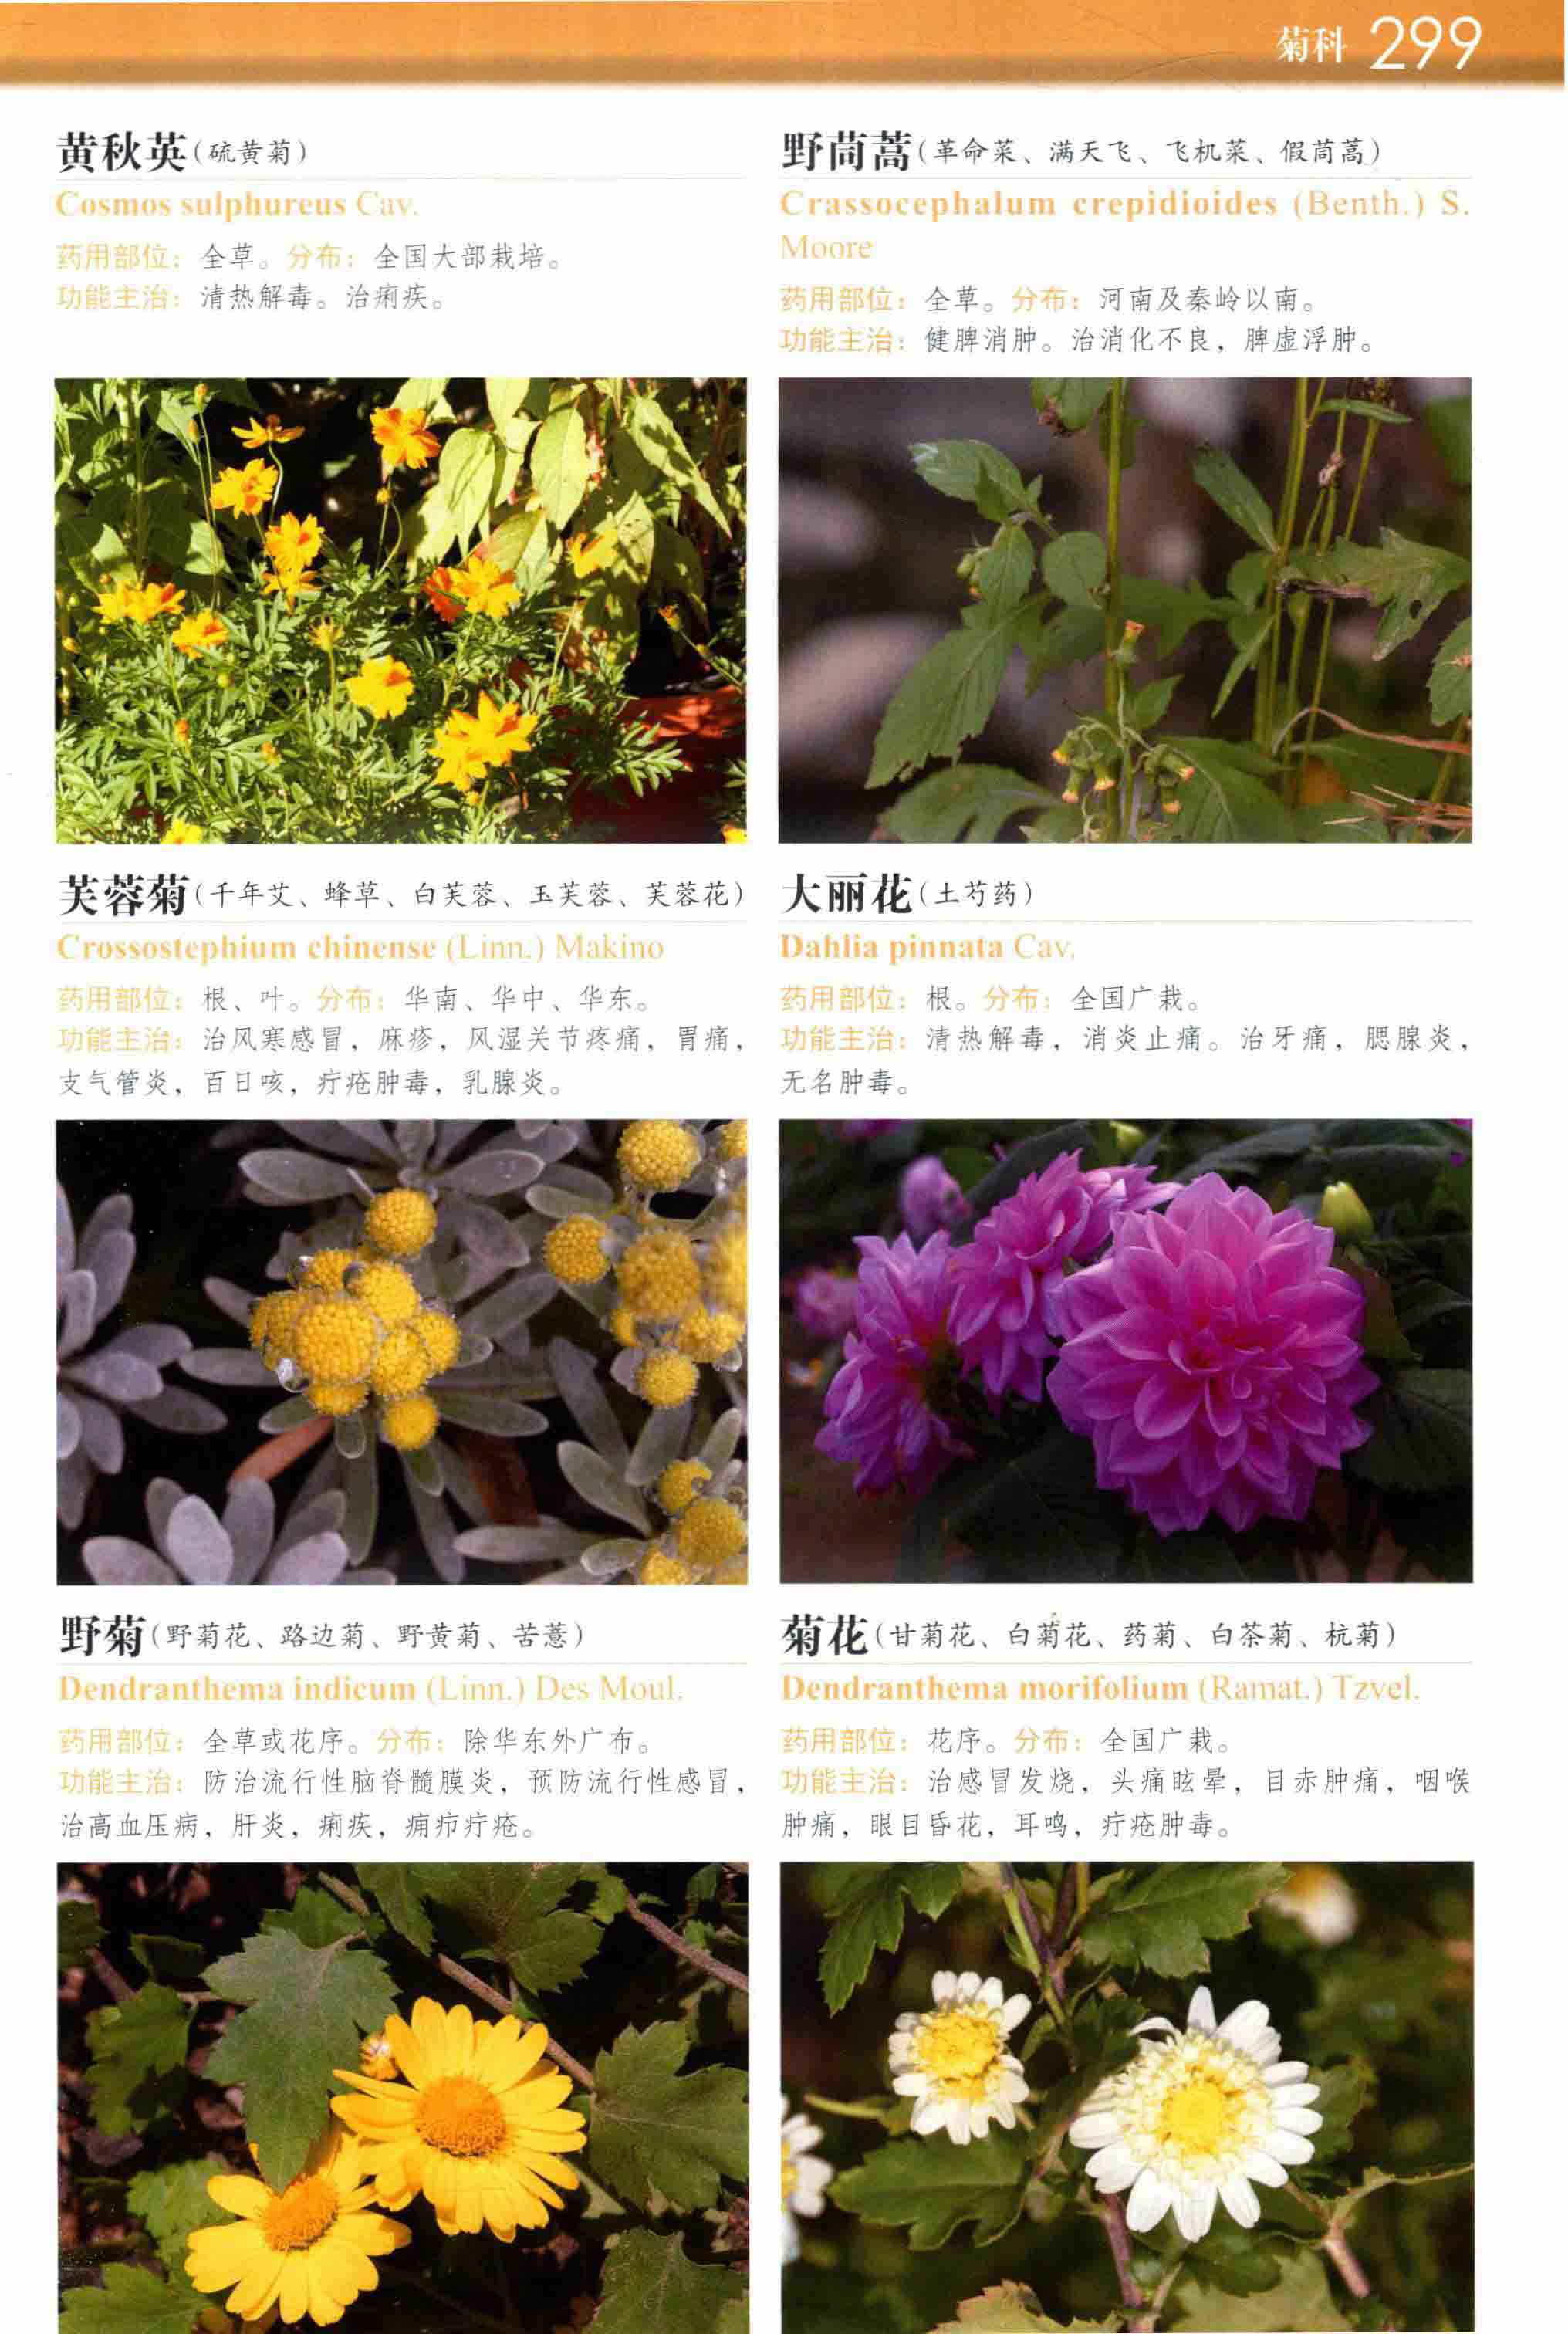 菊科 299
黄秋英(硫黄菊)
Cosmos sulphureus Cav.
药用部位：全草。分布：全国大部栽培。
功能主治：清热解毒。治痢疾。
野茼蒿(革命菜、满天飞、飞机菜、假茼蒿)
Crassocephalum crepidioides (Benth.) S.
Moore
药用部位：全草。分布：河南及秦岭以南。
功能主治：健脾消肿。治消化不良，脾虚浮肿。
芙蓉菊(千年艾、蜂草、白芙蓉、玉芙蓉、芙蓉花)
Crossostephium chinense (Linn.) Makino
药用部位：根、叶。分布：华南、华中、华东。
功能主治：治风寒感冒，麻疹，风湿关节疼痛，胃痛，
支气管炎，百日咳，疔疮肿毒，乳腺炎。
大丽花(土芍药)
Dahlia pinnata Cav.
药用部位：根。分布：全国广栽。
功能主治：清热解毒，消炎止痛。治牙痛，腮腺炎，
无名肿毒。
野菊(野菊花、路边菊、野黄菊、苦薏)
Dendranthema indicum (Linn.) Des Moul.
药用部位：全草或花序。分布：除华东外广布。
功能主治：防治流行性脑脊髓膜炎，预防流行性感冒，
治高血压病，肝炎，痢疾，痈疖疔疮。
菊花(甘菊花、白菊花、药菊、白茶菊、杭菊)
Dendranthema morifolium (Ramat.) Tzvel.
药用部位：花序。分布：全国广栽。
功能主治：治感冒发烧，头痛眩晕，目赤肿痛，咽喉
肿痛，眼目昏花，耳鸣，疔疮肿毒。